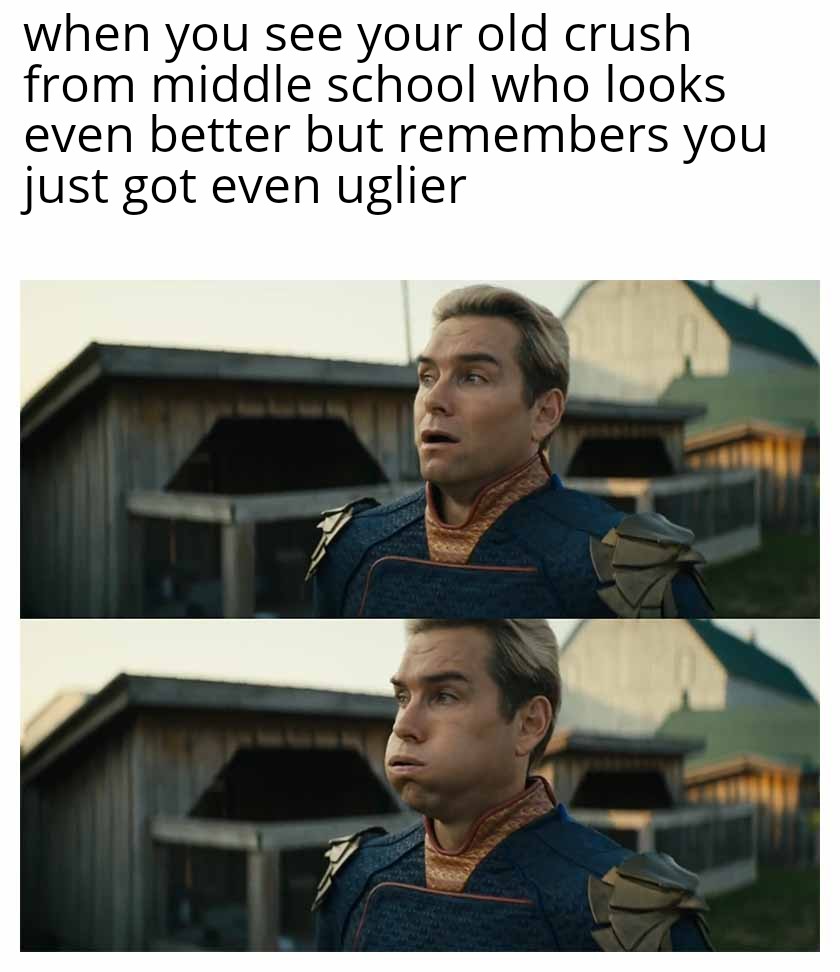 when you see your old crush
from middle school who looks
even better but remembers you
just got even uglier